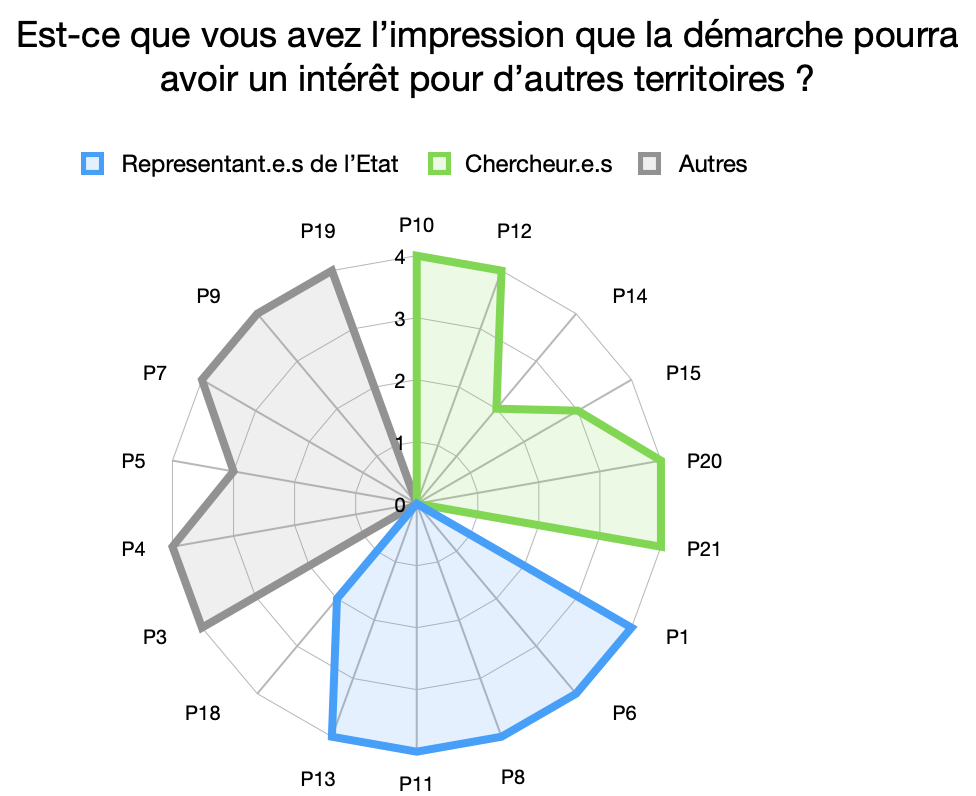 Est-ce que vous avez l’impression que la démarche pourra
avoir un intérêt pour d’autres territoires ?
Representant.e.s de l’Etat
Chercheur.e.s
Autres
P10
P12
P14
P15
P20
P21
P1
P6
P8
P11
P13
P18
P3
P4
P5
P7
P9
P19
4
3
2
1
0